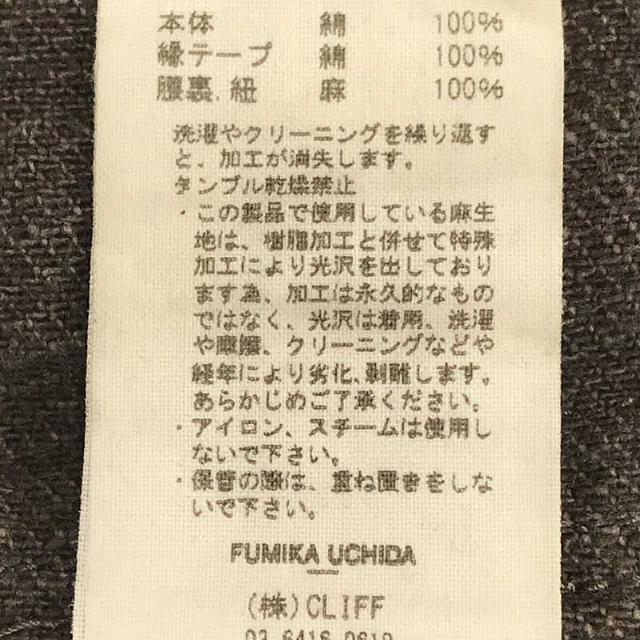 本体 綿 100%
縁テープ 綿 100%
腰裏.紐 麻 100%
洗濯やクリーニングを繰り返す
と、加工が消失します。
タンブル乾燥禁止
・この製品で使用している麻生
地は、樹脂加工と併せて特殊
加工により光沢を出しており
ます為、加工は永久的なもの
ではなく、光沢は着用、洗濯
や摩擦、クリーニングなどや
経年により劣化、剥離します。
あらかじめご了承ください。
・アイロン、スチームは使用し
ないで下さい。
・保管の際は、重ね置きをしな
いで下さい。
FUMIKA UCHIDA
(株)CLIFF